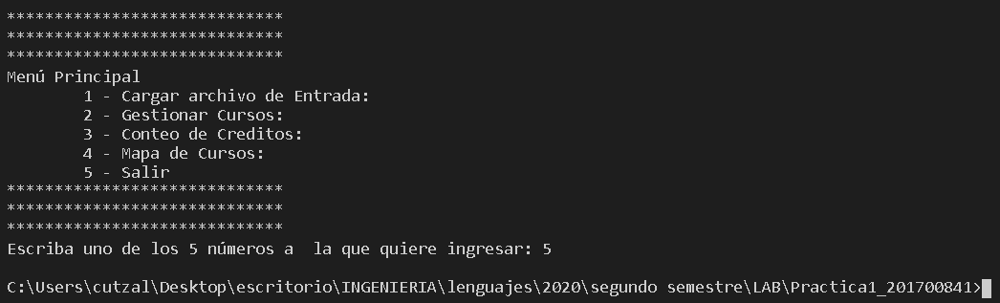 *****************************
*****************************
*****************************
Menú Principal
1 - Cargar archivo de Entrada:
2 - Gestionar Cursos:
3 - Conteo de Creditos:
4 - Mapa de Cursos:
5 - Salir
*****************************
*****************************
*****************************
Escriba uno de los 5 números a  la que quiere ingresar: 5
C:\Users\cutzal\Desktop\escritorio\INGENIERIA\lenguajes\2020\segundo semestre\LAB\Practica1_201700841>